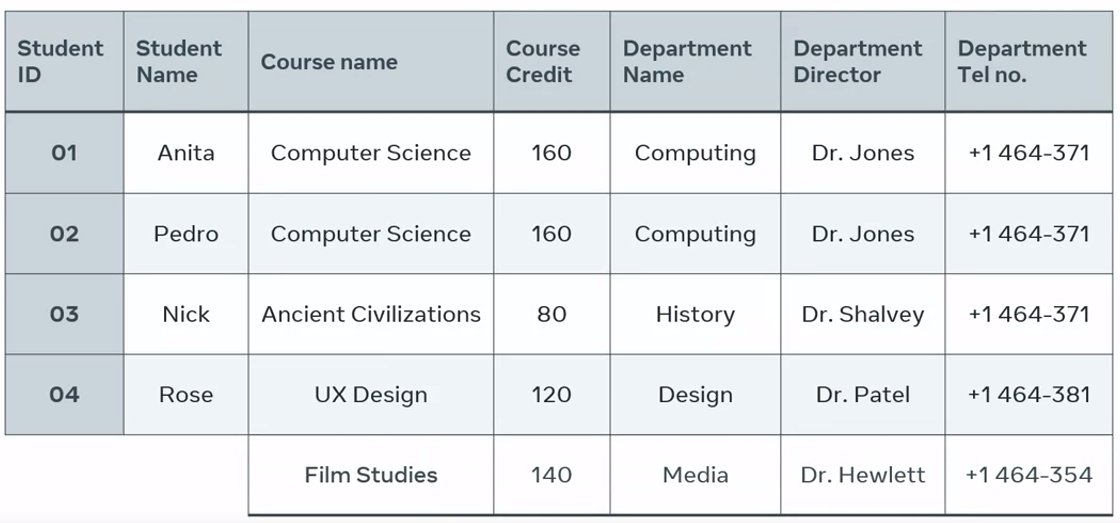 Student ID | Student Name | Course name | Course Credit | Department Name | Department Director | Department Tel no.
01 | Anita | Computer Science | 160 | Computing | Dr. Jones | +1 464-371
02 | Pedro | Computer Science | 160 | Computing | Dr. Jones | +1 464-371
03 | Nick | Ancient Civilizations | 80 | History | Dr. Shalvey | +1 464-371
04 | Rose | UX Design | 120 | Design | Dr. Patel | +1 464-381
Film Studies | 140 | Media | Dr. Hewlett | +1 464-354